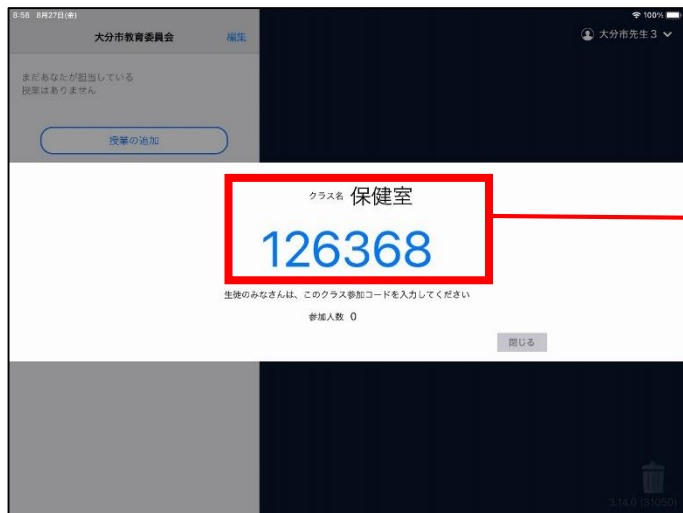 8:58 8月27日(金)
100%
大分市教育委員会 編集
大分市先生3
まだあなたが担当している
授業はありません
授業の追加
クラス名 保健室
126368
生徒のみなさんは、このクラス参加コードを入力してください
参加人数 0
閉じる
3.14.0 (31050)